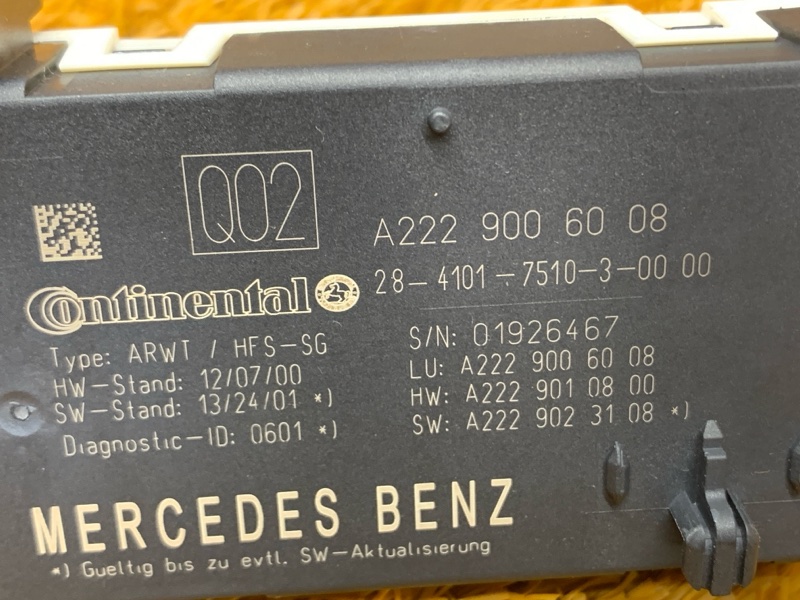 Q02
A222 900 60 08
28-4101-7510-3-00 00
Continental
Type: ARWT / HFS-SG
HW-Stand: 12/07/00
SW-Stand: 13/24/01 *)
Diagnostic-ID: 0601 *)
S/N: 01926467
LU: A222 900 60 08
HW: A222 901 08 00
SW: A222 902 31 08 *)
MERCEDES BENZ
*) Gueltig bis zu evtl. SW-Aktualisierung